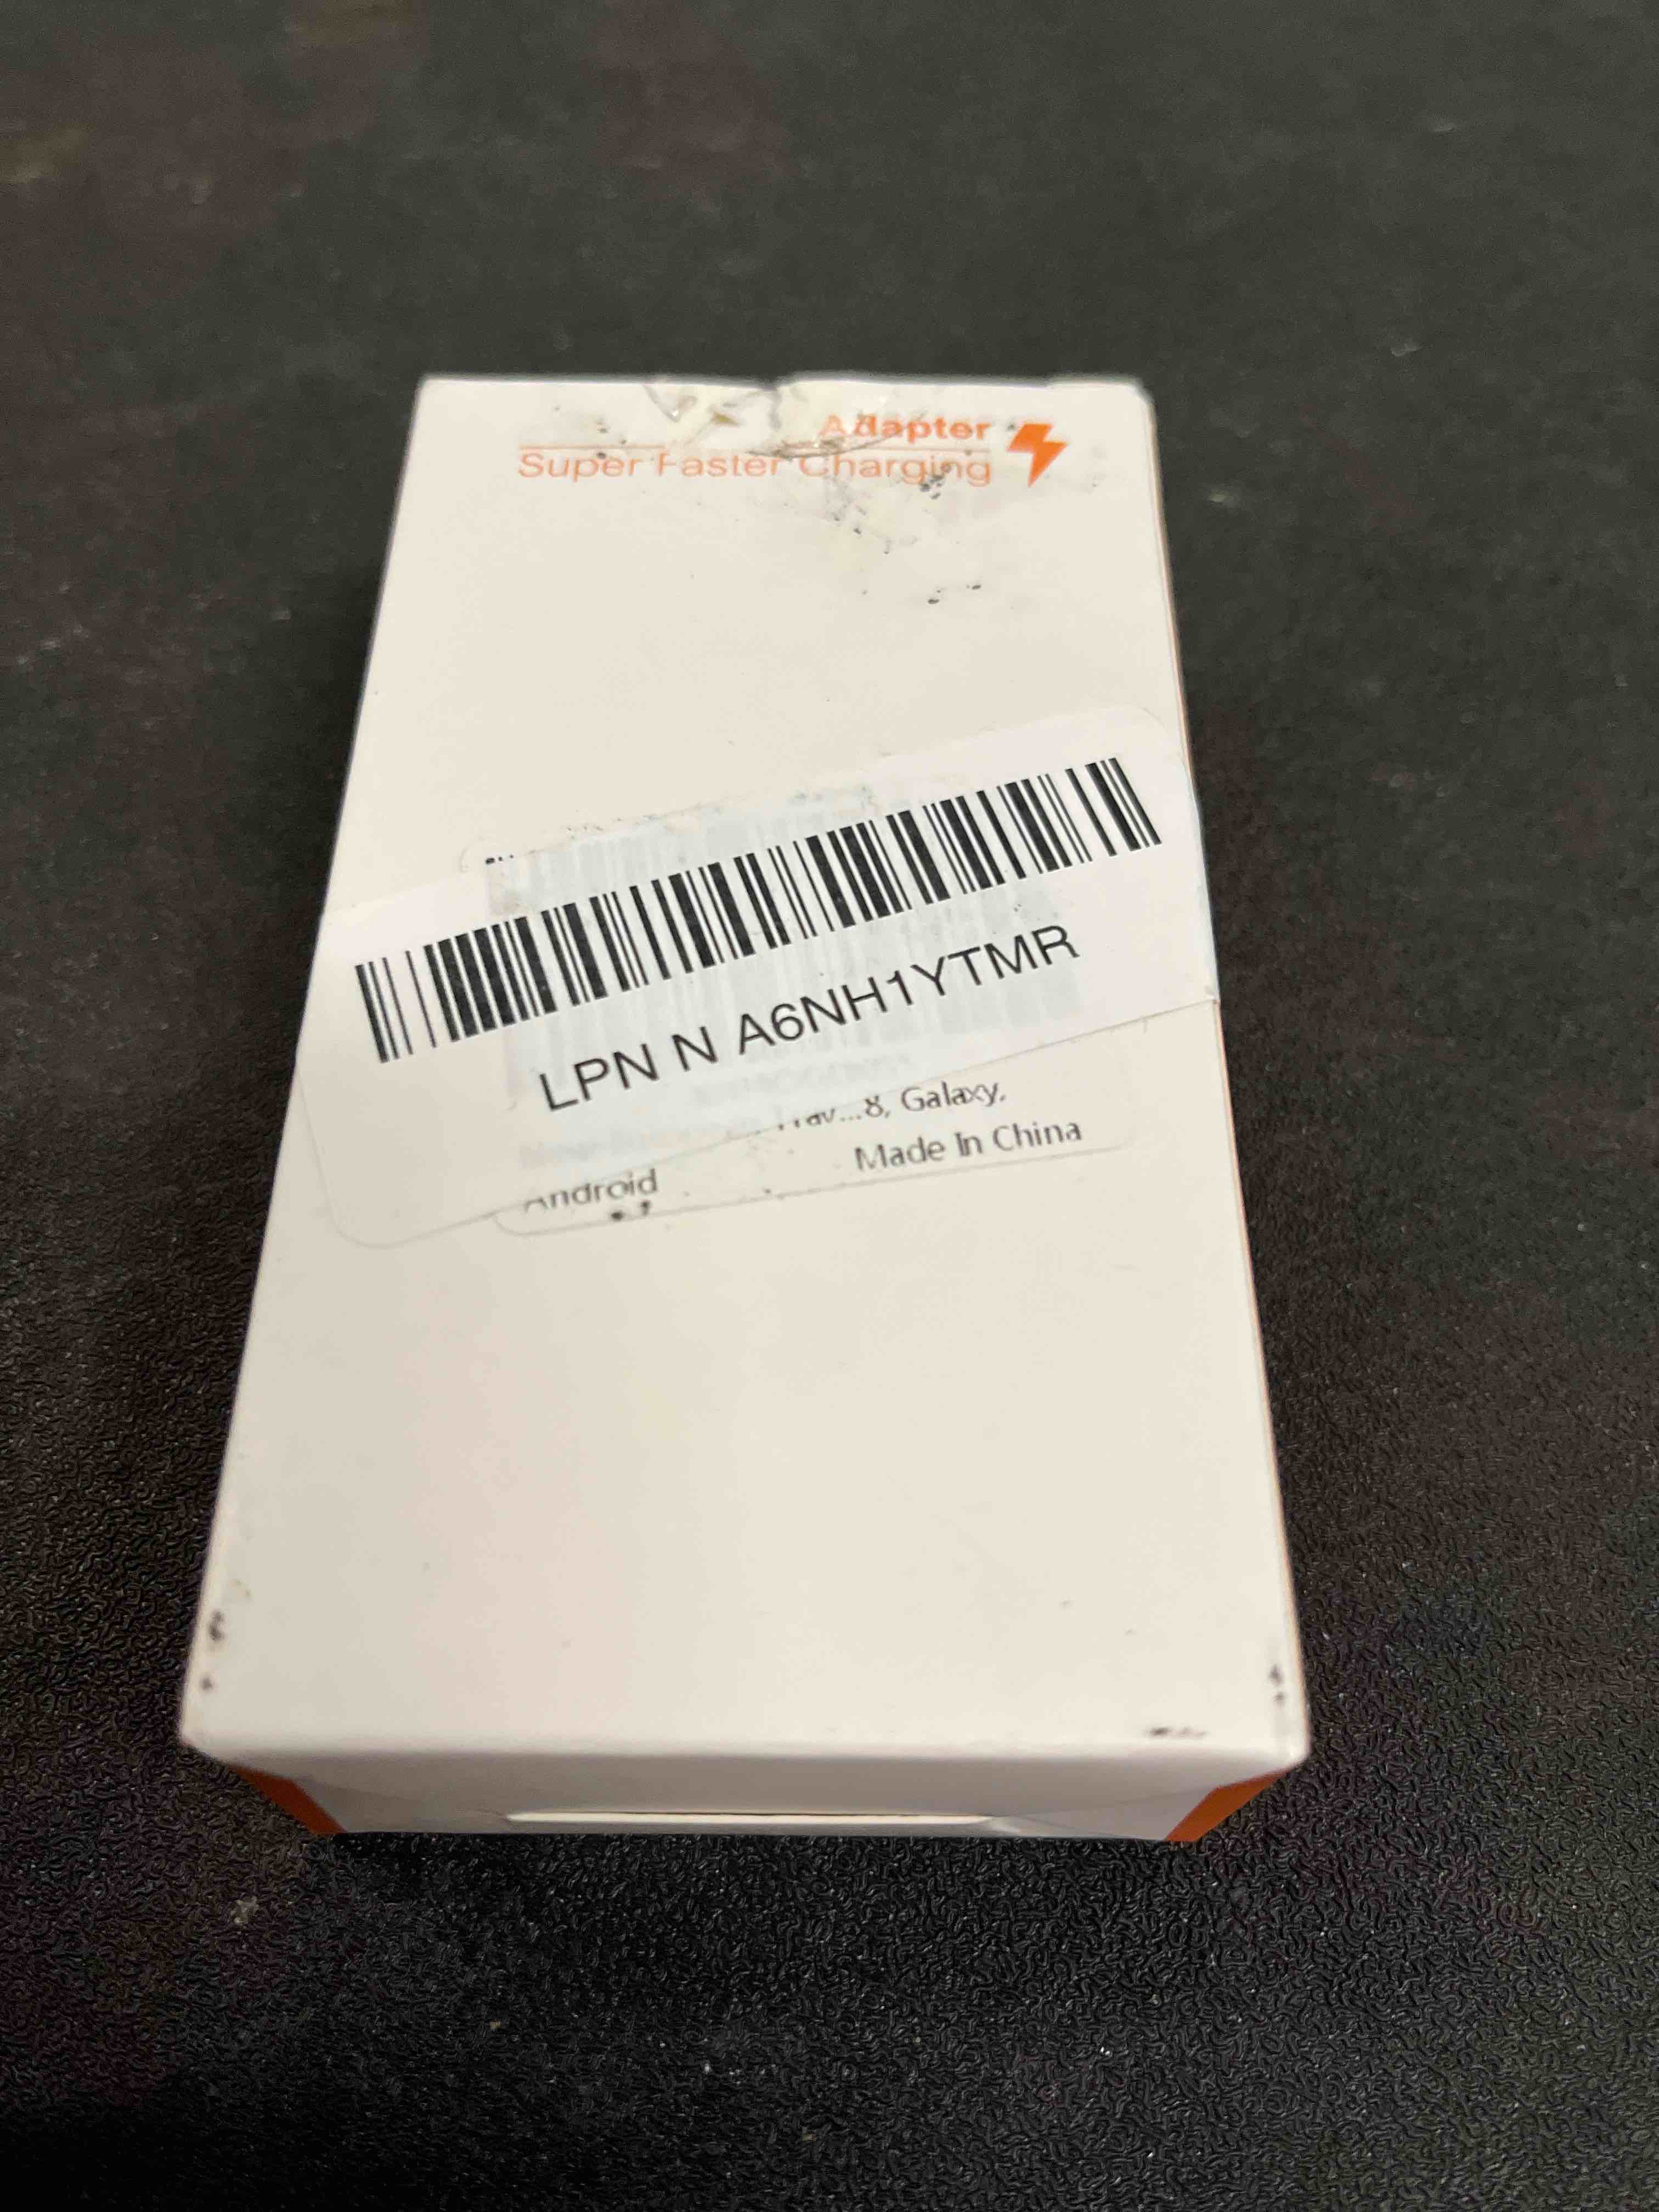 Adapter
Super Faster Charging
LPN N A6NH1YTMR
8, Galaxy,
Android
Made In China